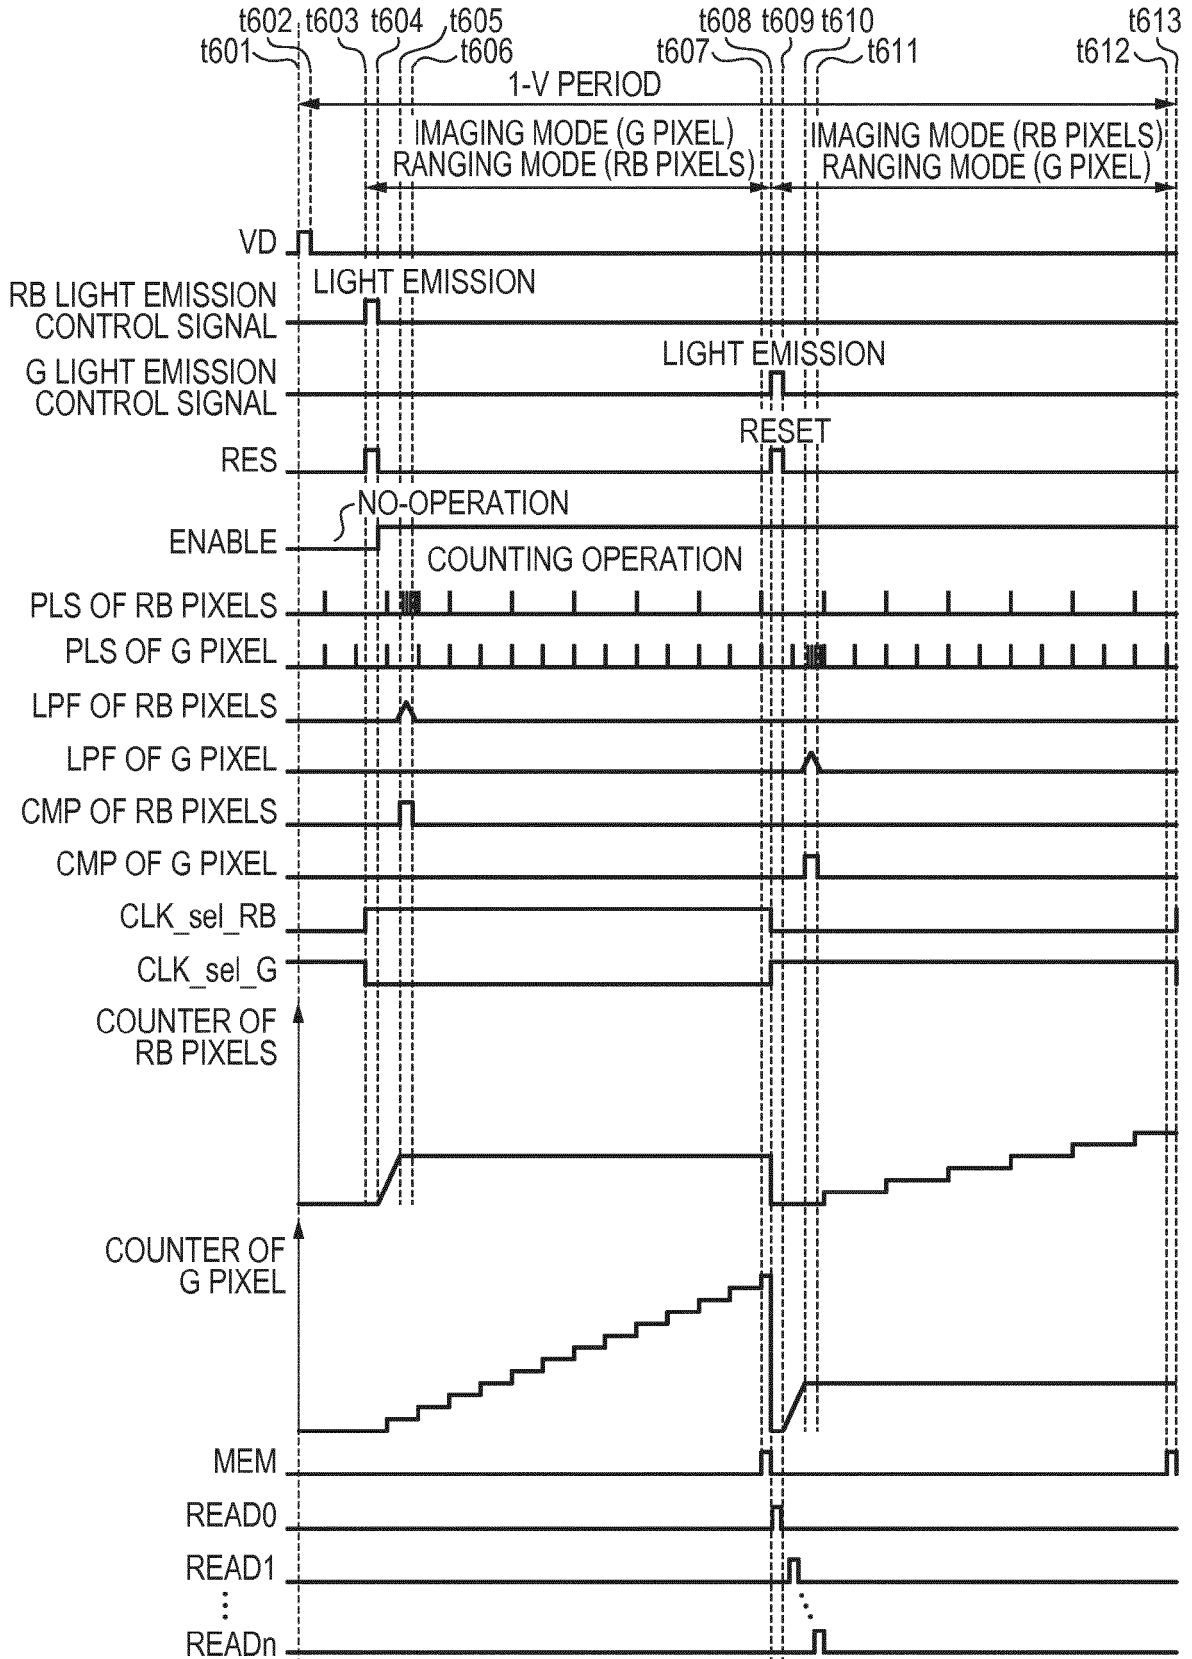 t602 t603 t604 t605 t608 t609 t610 t613
t601 t606 t607 t611 t612
1-V PERIOD
IMAGING MODE (G PIXEL)
RANGING MODE (RB PIXELS)
IMAGING MODE (RB PIXELS)
RANGING MODE (G PIXEL)
VD
LIGHT EMISSION
RB LIGHT EMISSION
CONTROL SIGNAL
LIGHT EMISSION
G LIGHT EMISSION
CONTROL SIGNAL
RESET
RES
NO-OPERATION
ENABLE
COUNTING OPERATION
PLS OF RB PIXELS
PLS OF G PIXEL
LPF OF RB PIXELS
LPF OF G PIXEL
CMP OF RB PIXELS
CMP OF G PIXEL
CLK_sel_RB
CLK_sel_G
COUNTER OF
RB PIXELS
COUNTER OF
G PIXEL
MEM
READ0
READ1
READn